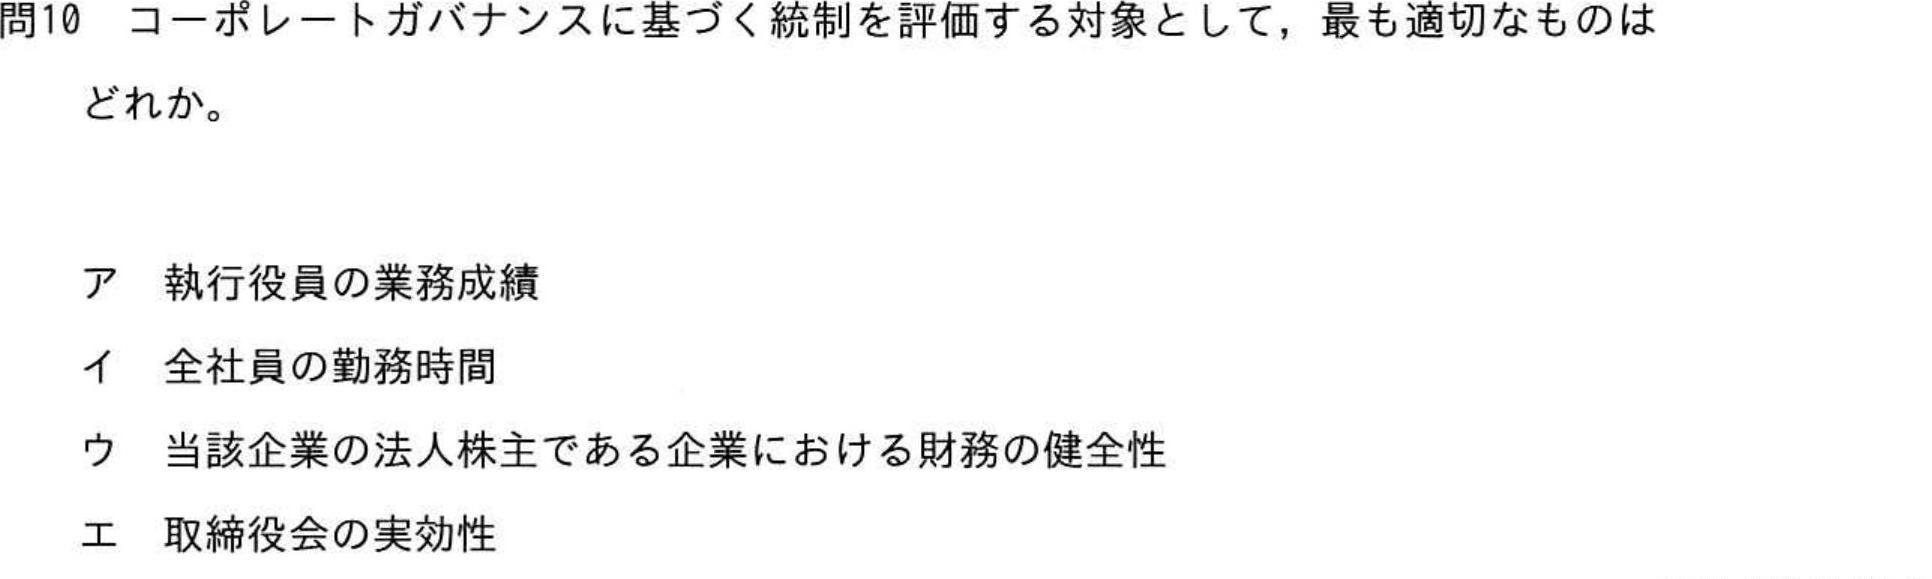 問10　コーポレートガバナンスに基づく統制を評価する対象として，最も適切なものは
どれか。
ア　執行役員の業務成績
イ　全社員の勤務時間
ウ　当該企業の法人株主である企業における財務の健全性
エ　取締役会の実効性